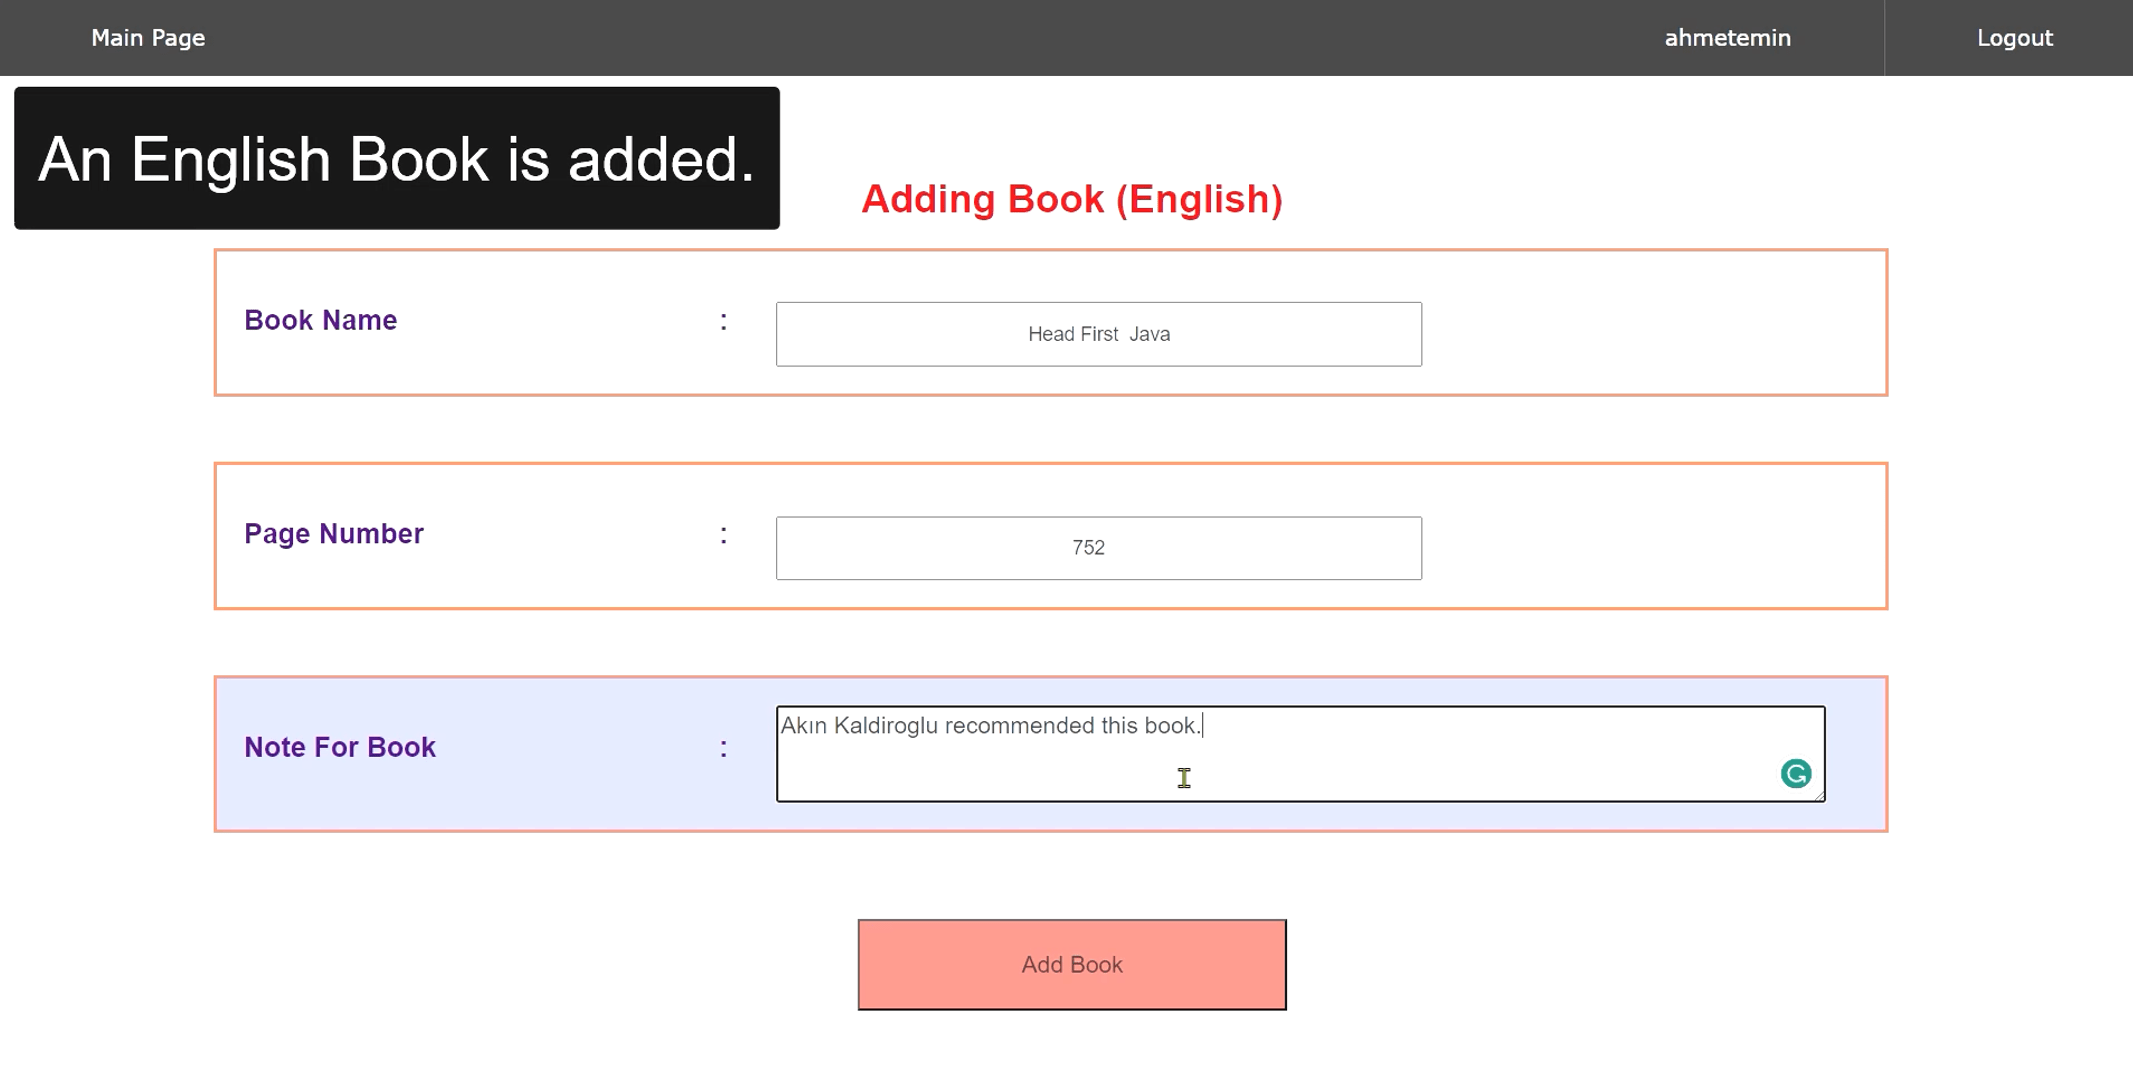 Main Page
ahmetemin
Logout
An English Book is added.
Adding Book (English)
Book Name :
Head First  Java
Page Number :
752
Note For Book :
Akın Kaldiroglu recommended this book.
Add Book